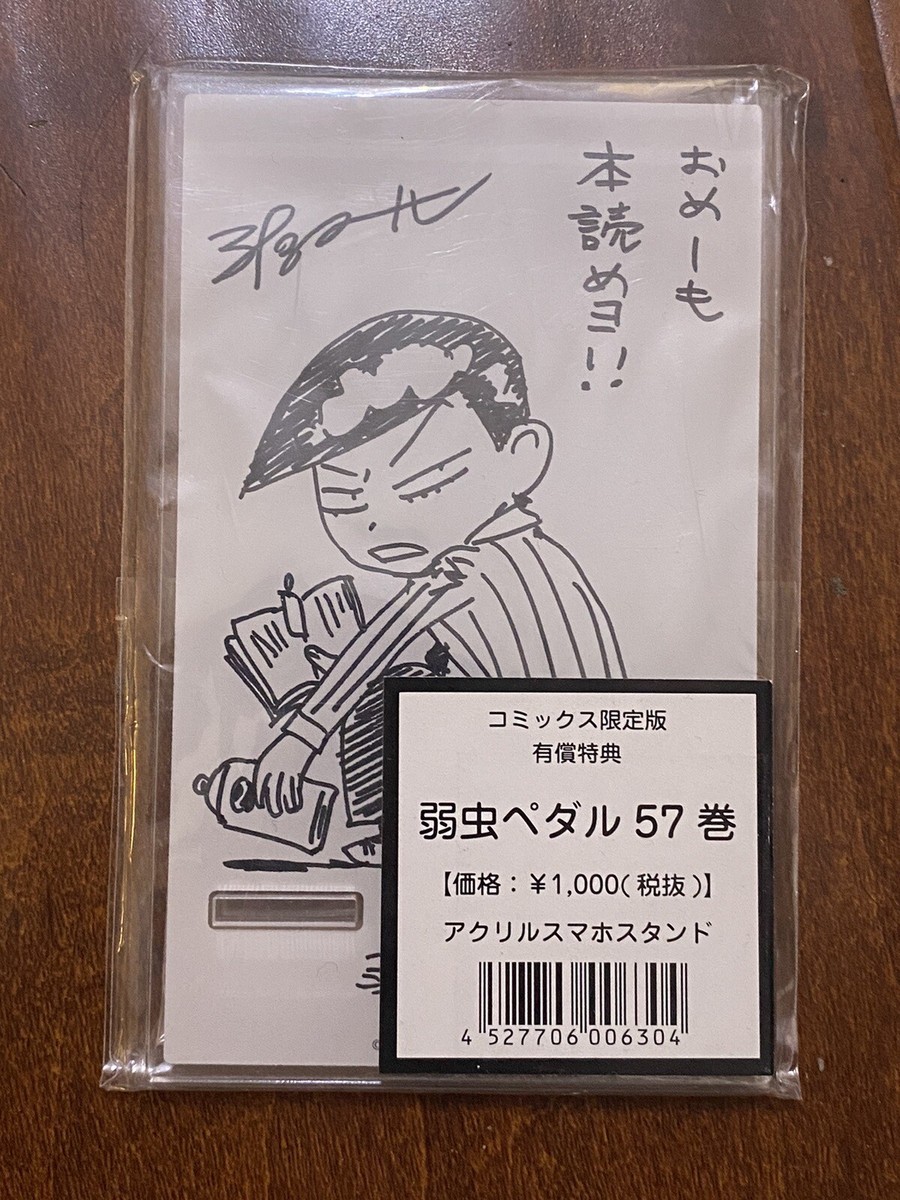 おめーも
本読めヨ!!
コミックス限定版
有償特典
弱虫ペダル 57 巻
【価格：￥1,000(税抜)】
アクリルスマホスタンド
4 527706 006304
©